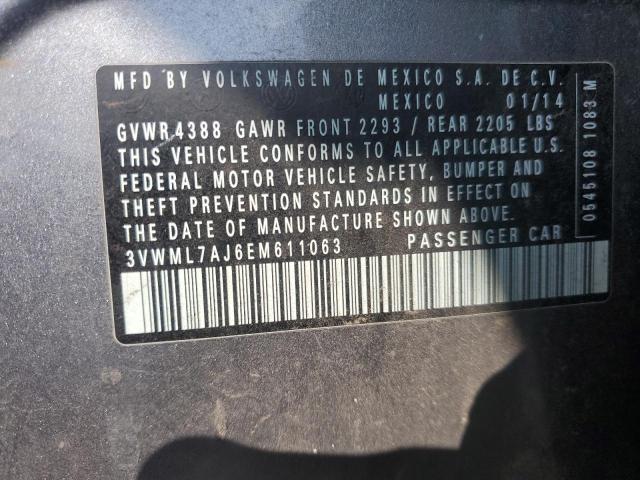 MFD BY VOLKSWAGEN DE MEXICO S.A. DE C.V.
MEXICO 01/14
GVWR 4388 GAWR FRONT 2293 / REAR 2205 LBS
THIS VEHICLE CONFORMS TO ALL APPLICABLE U.S.
FEDERAL MOTOR VEHICLE SAFETY, BUMPER AND
THEFT PREVENTION STANDARDS IN EFFECT ON
THE DATE OF MANUFACTURE SHOWN ABOVE.
3VWML7AJ6EM611063 PASSENGER CAR
0545108 1083 M